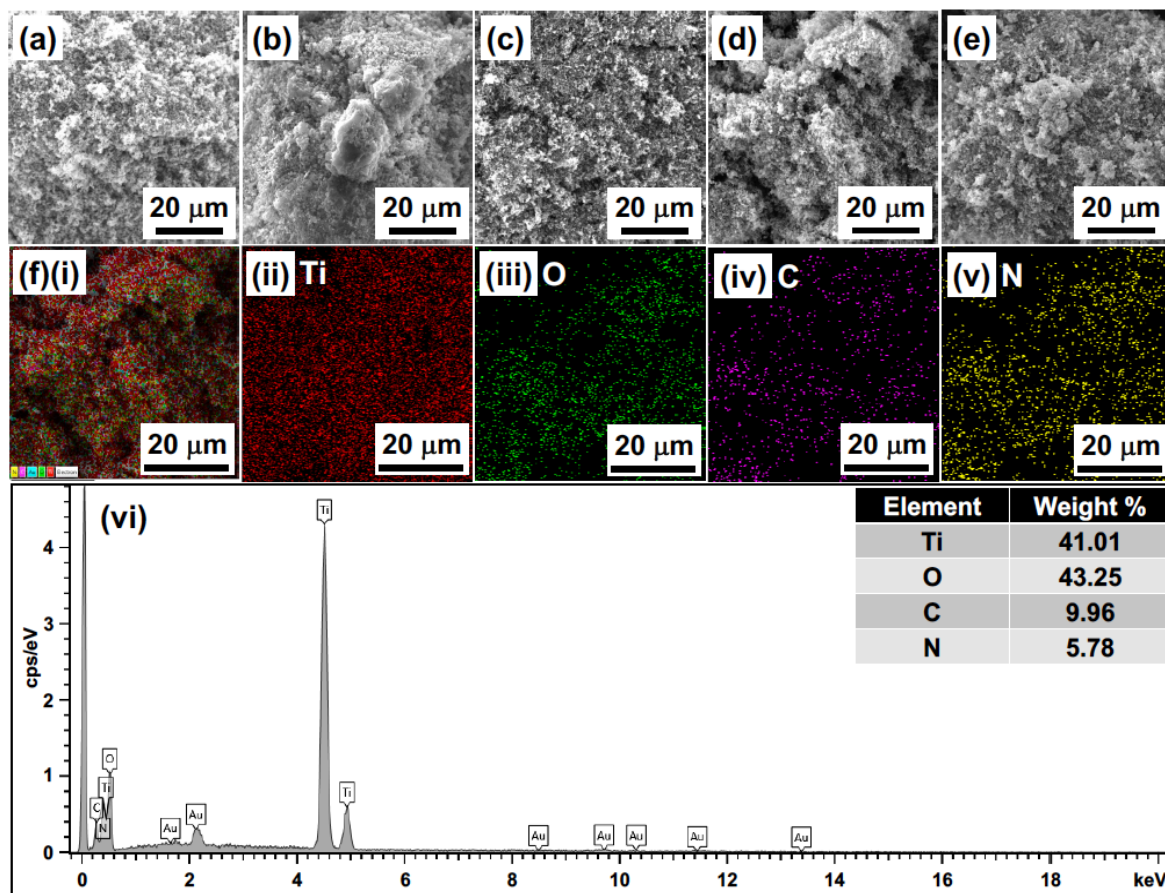 (a) (b) (c) (d) (e)
20 μm 20 μm 20 μm 20 μm 20 μm
(f)(i) (ii) Ti (iii) O (iv) C (v) N
20 μm 20 μm 20 μm 20 μm 20 μm
(vi)
Element Weight %
Ti 41.01
O 43.25
C 9.96
N 5.78
cps/eV
4
3
2
1
0
Ti
O
Ti
C
N
Au
Au
Ti
Au
Au
Au
Au
Au
0 2 4 6 8 10 12 14 16 18 keV